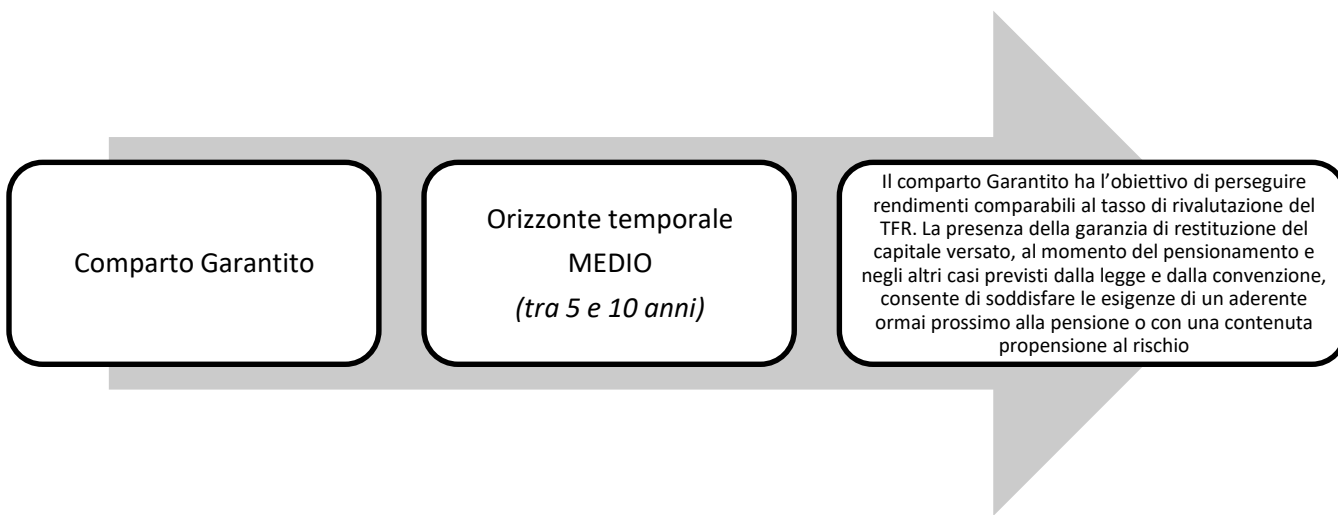 Comparto Garantito
Orizzonte temporale
MEDIO
(tra 5 e 10 anni)
Il comparto Garantito ha l’obiettivo di perseguire
rendimenti comparabili al tasso di rivalutazione del
TFR. La presenza della garanzia di restituzione del
capitale versato, al momento del pensionamento e
negli altri casi previsti dalla legge e dalla convenzione,
consente di soddisfare le esigenze di un aderente
ormai prossimo alla pensione o con una contenuta
propensione al rischio